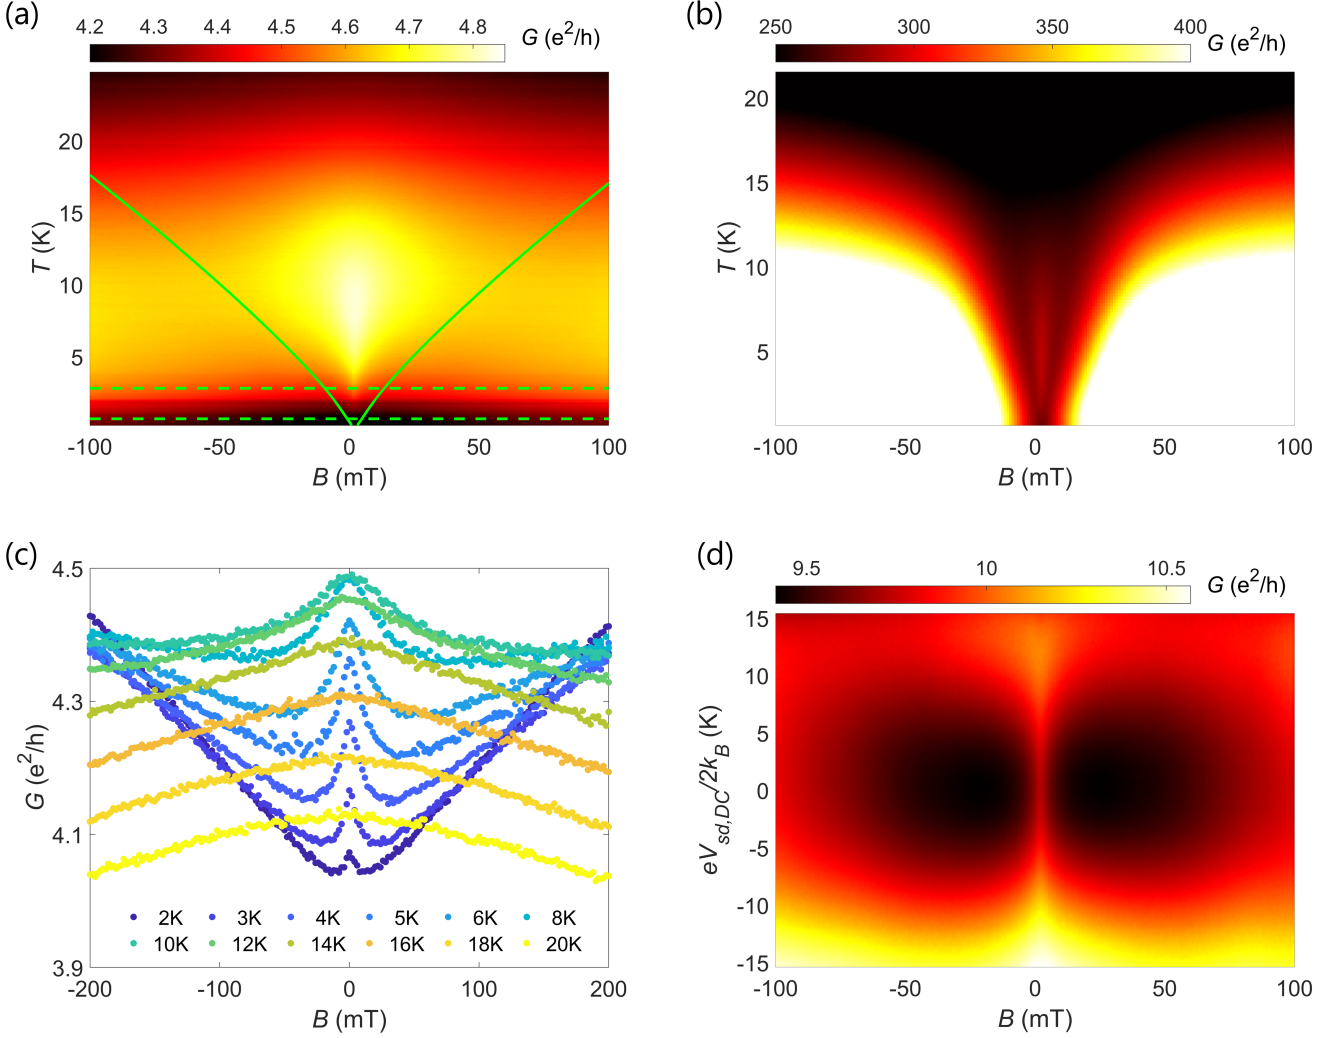 (a)
4.2 4.3 4.4 4.5 4.6 4.7 4.8
G (e²/h)
T (K)
20
15
10
5
-100 -50 0 50 100
B (mT)
(b)
250 300 350 400
G (e²/h)
T (K)
20
15
10
5
-100 -50 0 50 100
B (mT)
(c)
G (e²/h)
4.5
4.3
4.1
3.9
2K 3K 4K 5K 6K 8K
10K 12K 14K 16K 18K 20K
-200 -100 0 100 200
B (mT)
(d)
9.5 10 10.5
G (e²/h)
eV_{sd,DC}/2k_B (K)
15
10
5
0
-5
-10
-15
-100 -50 0 50 100
B (mT)